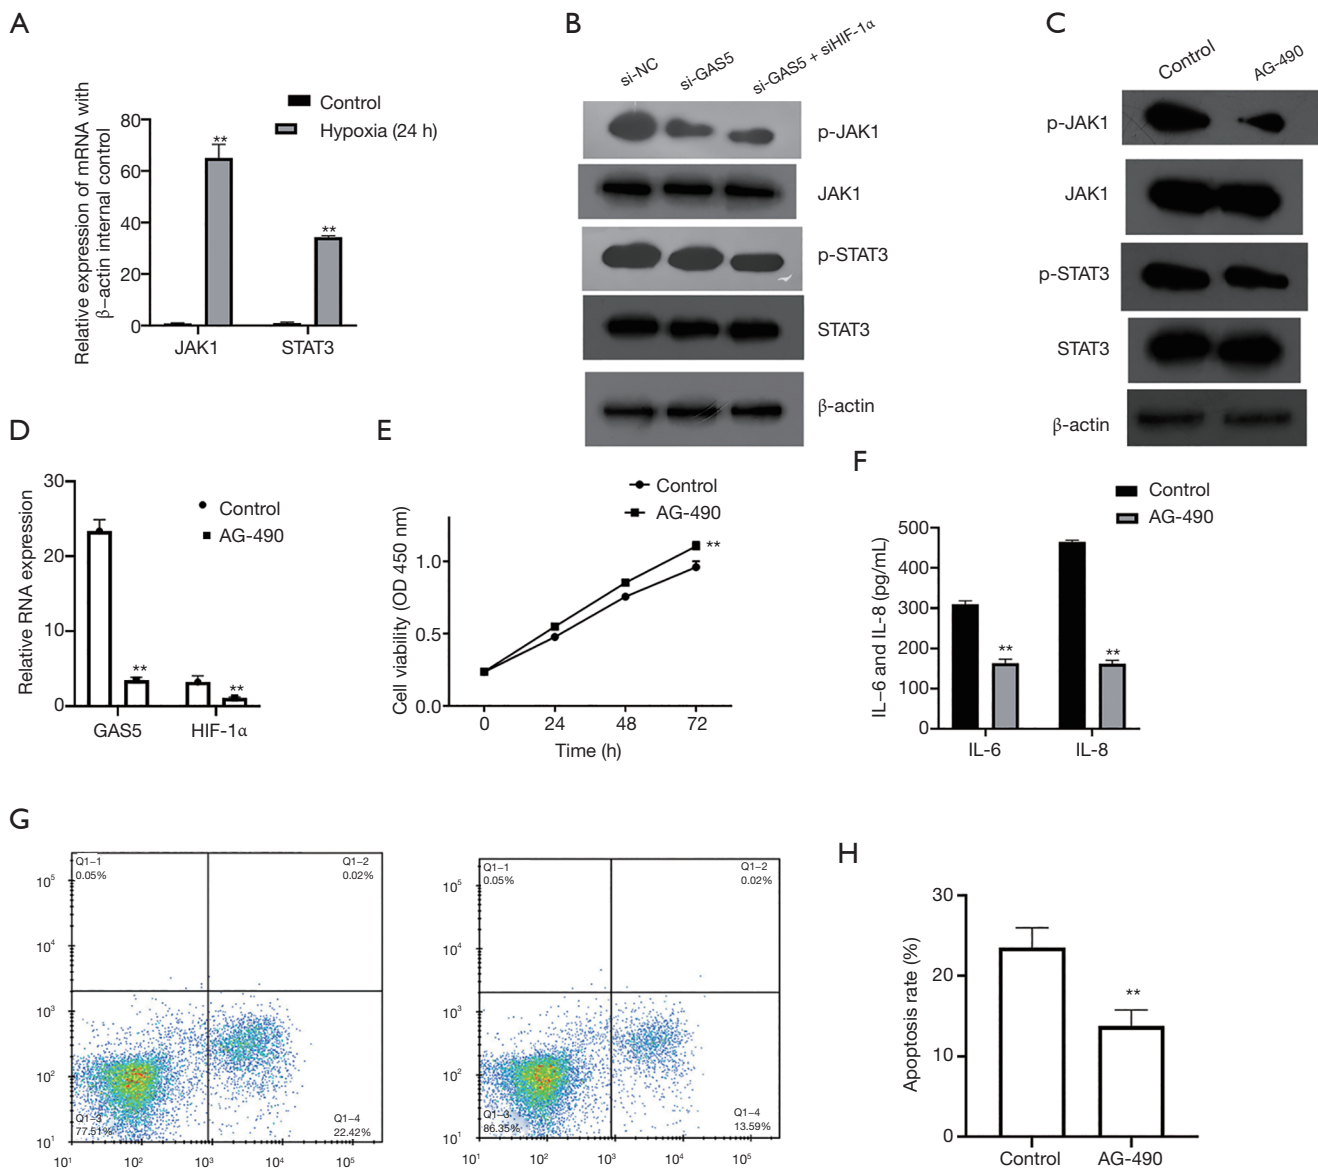 A
Control
Hypoxia (24 h)
Relative expression of mRNA with
β–actin internal control
80
60
40
20
0
**
**
JAK1
STAT3
B
si-NC
si-GAS5
si-GAS5 + siHIF-1α
p-JAK1
JAK1
p-STAT3
STAT3
β-actin
C
Control
AG-490
p-JAK1
JAK1
p-STAT3
STAT3
β-actin
D
Relative RNA expression
30
20
10
0
Control
AG-490
**
**
GAS5
HIF-1α
E
Control
AG-490
Cell viability (OD 450 nm)
1.0
0.5
0.0
**
0
24
48
72
Time (h)
F
Control
AG-490
IL–6 and IL-8 (pg/mL)
500
400
300
200
100
0
**
**
IL-6
IL-8
G
Q1–1
0.05%
Q1–2
0.02%
Q1–3
77.51%
Q1–4
22.42%
10⁵
10⁴
10³
10²
10¹
10¹
10²
10³
10⁴
10⁵
Q1–1
0.05%
Q1–2
0.02%
Q1–3
86.35%
Q1–4
13.59%
10⁵
10⁴
10³
10²
10¹
10¹
10²
10³
10⁴
10⁵
H
Apoptosis rate (%)
30
20
10
0
**
Control
AG-490